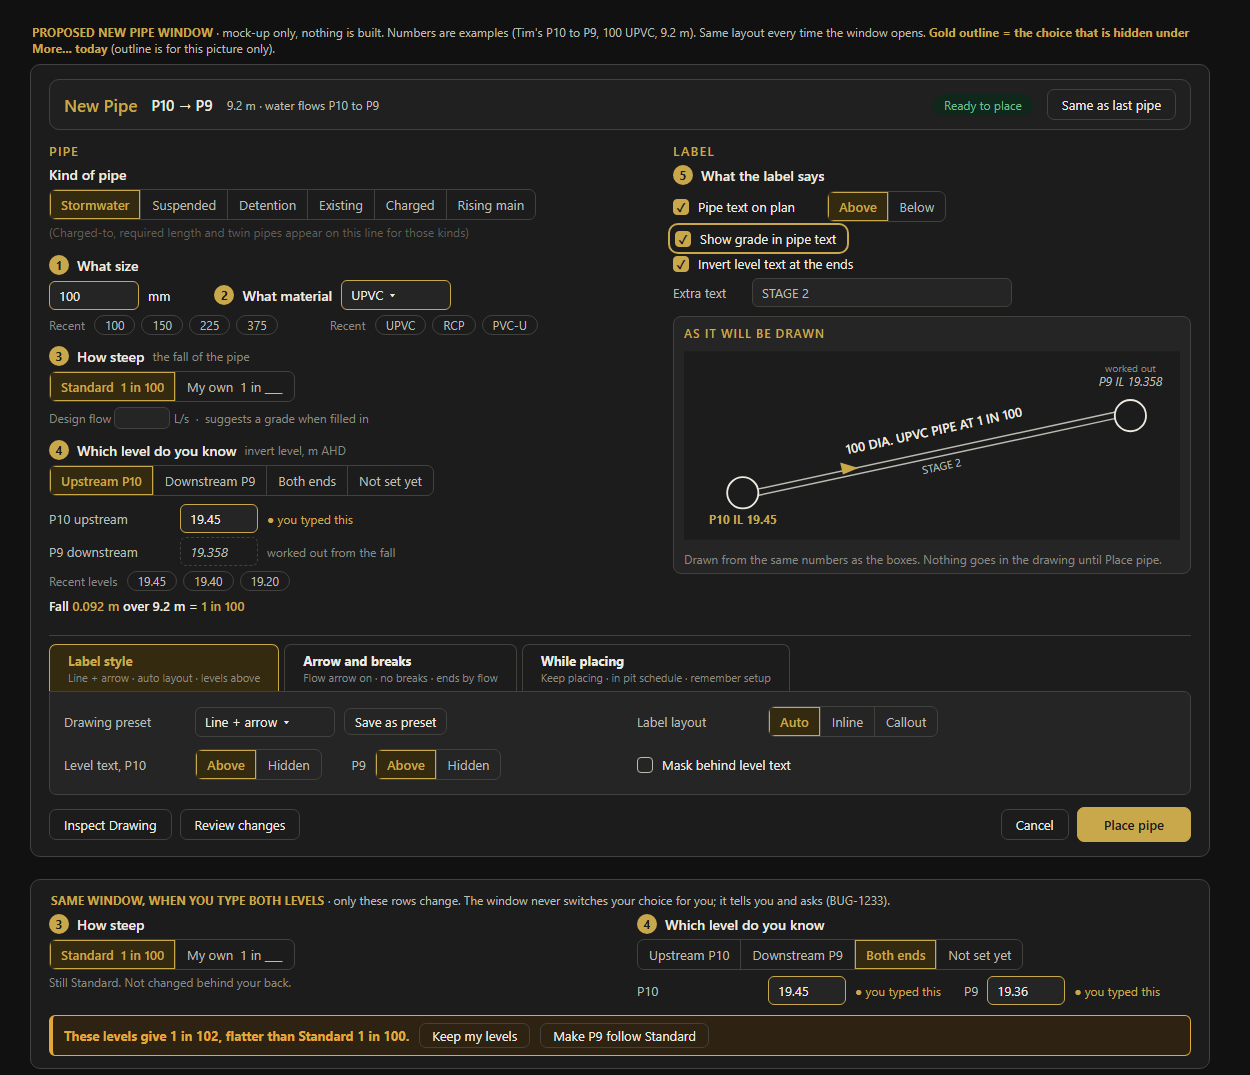 PROPOSED NEW PIPE WINDOW · mock-up only, nothing is built. Numbers are examples (Tim's P10 to P9, 100 UPVC, 9.2 m). Same layout every time the window opens. Gold outline = the choice that is hidden under
More... today (outline is for this picture only).
New Pipe P10 → P9 9.2 m · water flows P10 to P9 Ready to place Same as last pipe
PIPE
Kind of pipe
Stormwater Suspended Detention Existing Charged Rising main
(Charged-to, required length and twin pipes appear on this line for those kinds)
1 What size
100 mm 2 What material UPVC
Recent 100 150 225 375 Recent UPVC RCP PVC-U
3 How steep the fall of the pipe
Standard 1 in 100 My own 1 in ___
Design flow L/s · suggests a grade when filled in
4 Which level do you know invert level, m AHD
Upstream P10 Downstream P9 Both ends Not set yet
P10 upstream 19.45 ● you typed this
P9 downstream 19.358 worked out from the fall
Recent levels 19.45 19.40 19.20
Fall 0.092 m over 9.2 m = 1 in 100
LABEL
5 What the label says
Pipe text on plan Above Below
Show grade in pipe text
Invert level text at the ends
Extra text STAGE 2
AS IT WILL BE DRAWN
worked out
P9 IL 19.358
100 DIA. UPVC PIPE AT 1 IN 100
STAGE 2
P10 IL 19.45
Drawn from the same numbers as the boxes. Nothing goes in the drawing until Place pipe.
Label style Arrow and breaks While placing
Line + arrow · auto layout · levels above Flow arrow on · no breaks · ends by flow Keep placing · in pit schedule · remember setup
Drawing preset Line + arrow Save as preset Label layout Auto Inline Callout
Level text, P10 Above Hidden P9 Above Hidden Mask behind level text
Inspect Drawing Review changes Cancel Place pipe
SAME WINDOW, WHEN YOU TYPE BOTH LEVELS · only these rows change. The window never switches your choice for you; it tells you and asks (BUG-1233).
3 How steep
Standard 1 in 100 My own 1 in ___
Still Standard. Not changed behind your back.
4 Which level do you know
Upstream P10 Downstream P9 Both ends Not set yet
P10 19.45 ● you typed this P9 19.36 ● you typed this
These levels give 1 in 102, flatter than Standard 1 in 100. Keep my levels Make P9 follow Standard